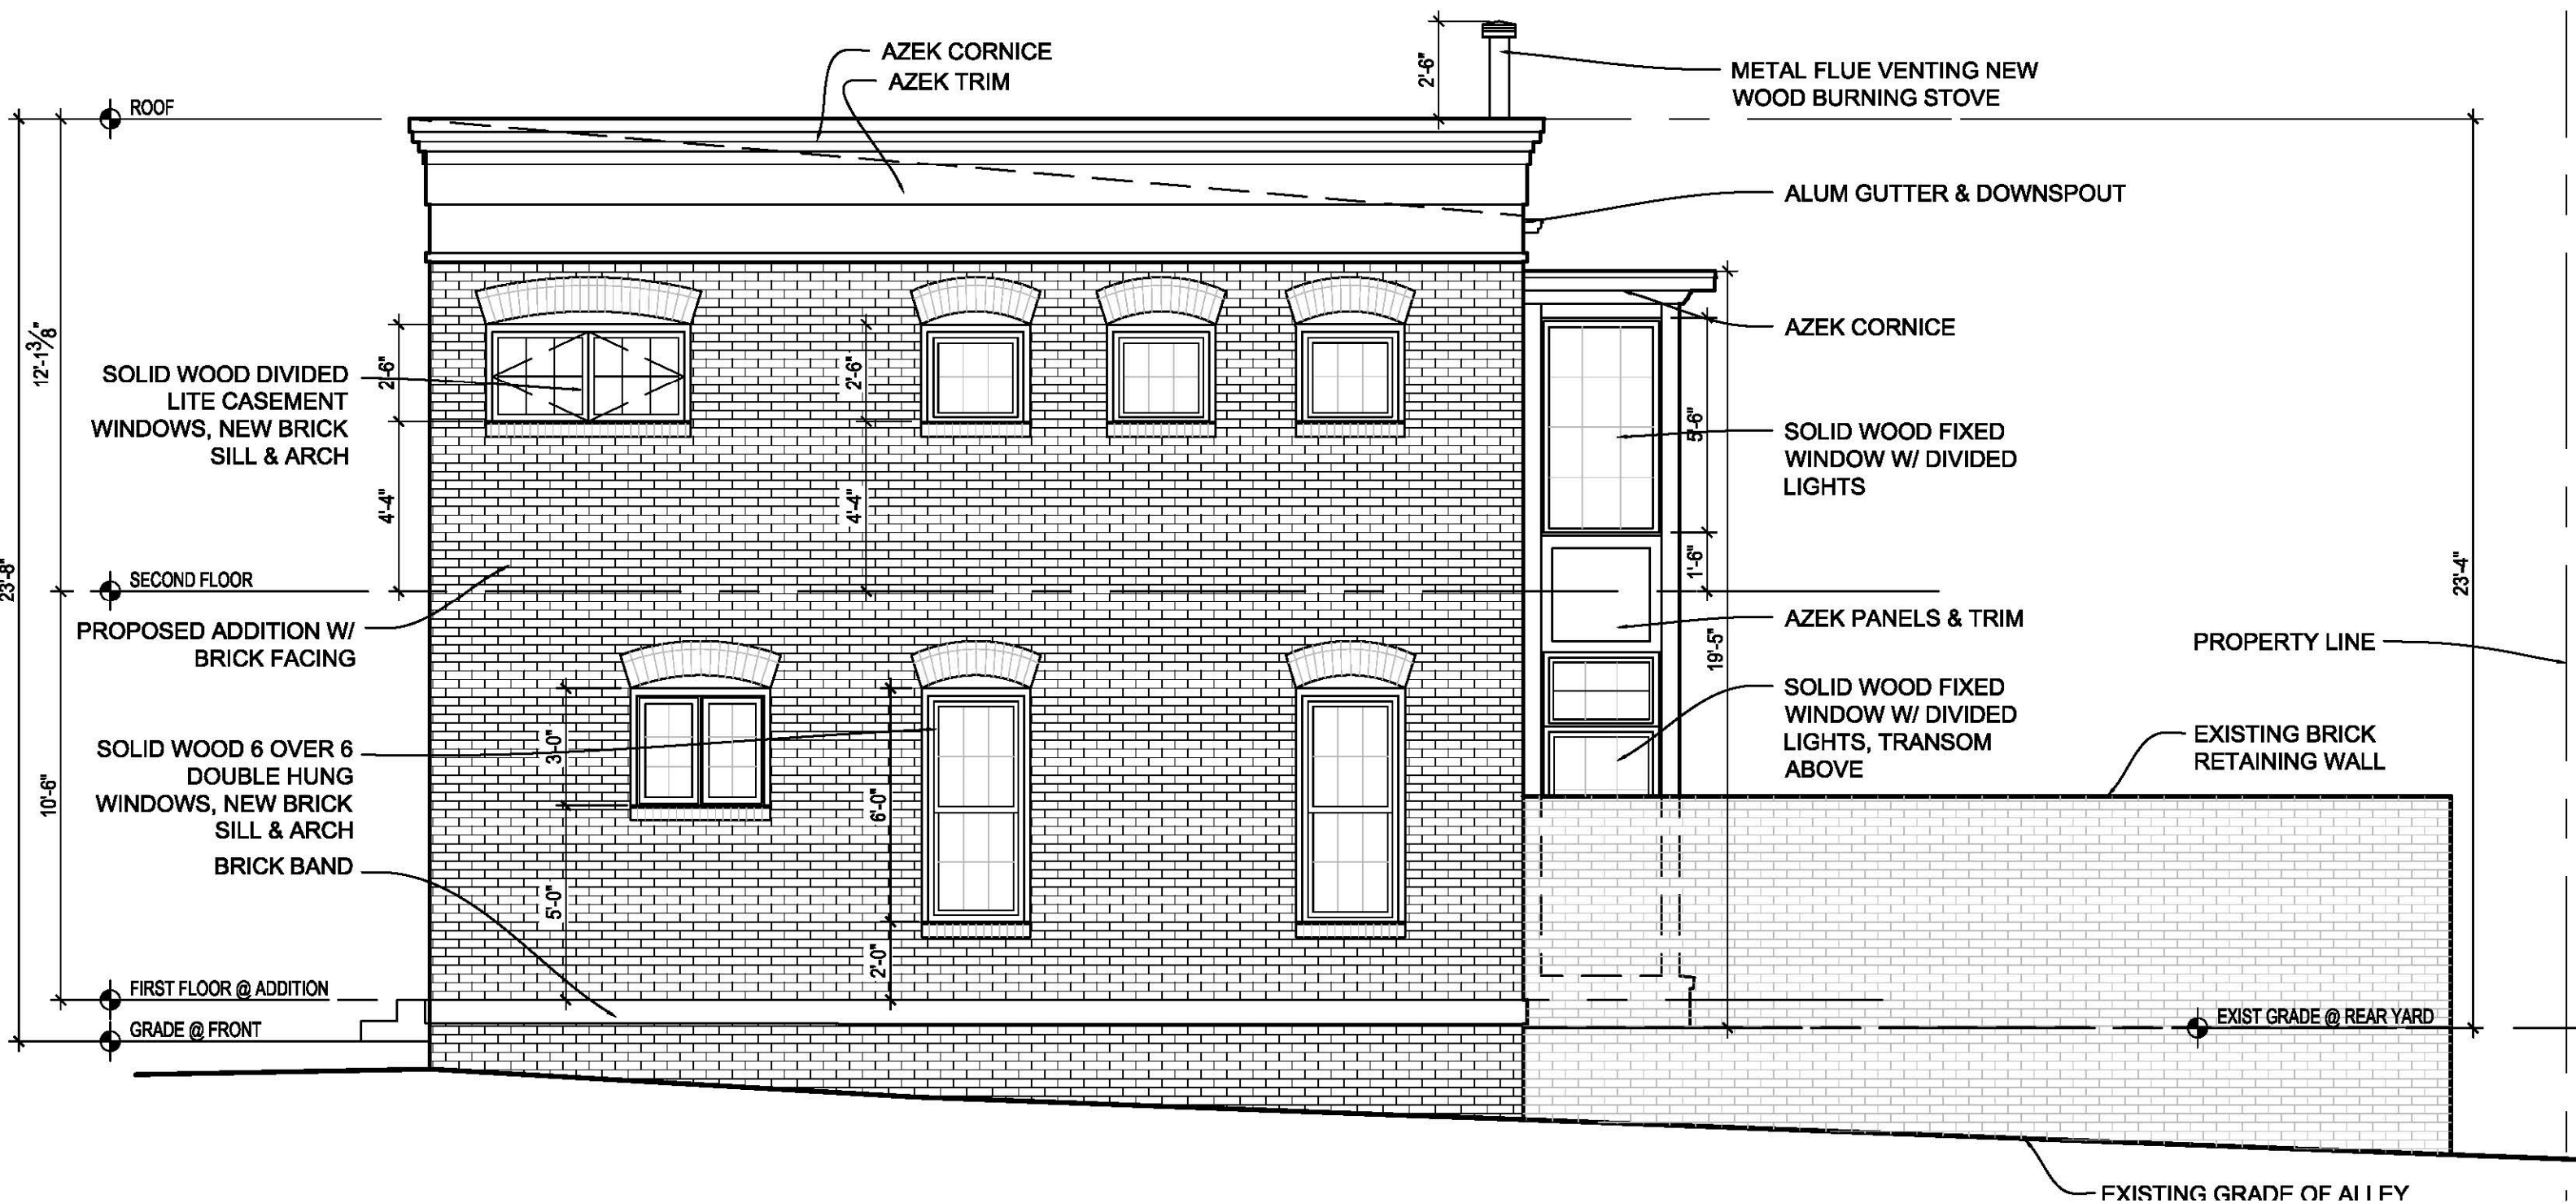 AZEK CORNICE
AZEK TRIM
2'-6"
METAL FLUE VENTING NEW
WOOD BURNING STOVE
ROOF
ALUM GUTTER & DOWNSPOUT
12'-1 3/8"
AZEK CORNICE
2'-6"
2'-6"
SOLID WOOD DIVIDED
LITE CASEMENT
WINDOWS, NEW BRICK
SILL & ARCH
5'-6"
SOLID WOOD FIXED
WINDOW W/ DIVIDED
LIGHTS
4'-4"
4'-4"
1'-6"
23'-8"
SECOND FLOOR
23'-4"
PROPOSED ADDITION W/
BRICK FACING
AZEK PANELS & TRIM
19'-5"
PROPERTY LINE
SOLID WOOD FIXED
WINDOW W/ DIVIDED
LIGHTS, TRANSOM
ABOVE
EXISTING BRICK
RETAINING WALL
3'-0"
SOLID WOOD 6 OVER 6
DOUBLE HUNG
WINDOWS, NEW BRICK
SILL & ARCH
10'-6"
6'-0"
BRICK BAND
5'-0"
2'-0"
FIRST FLOOR @ ADDITION
GRADE @ FRONT
EXIST GRADE @ REAR YARD
EXISTING GRADE OF ALLEY